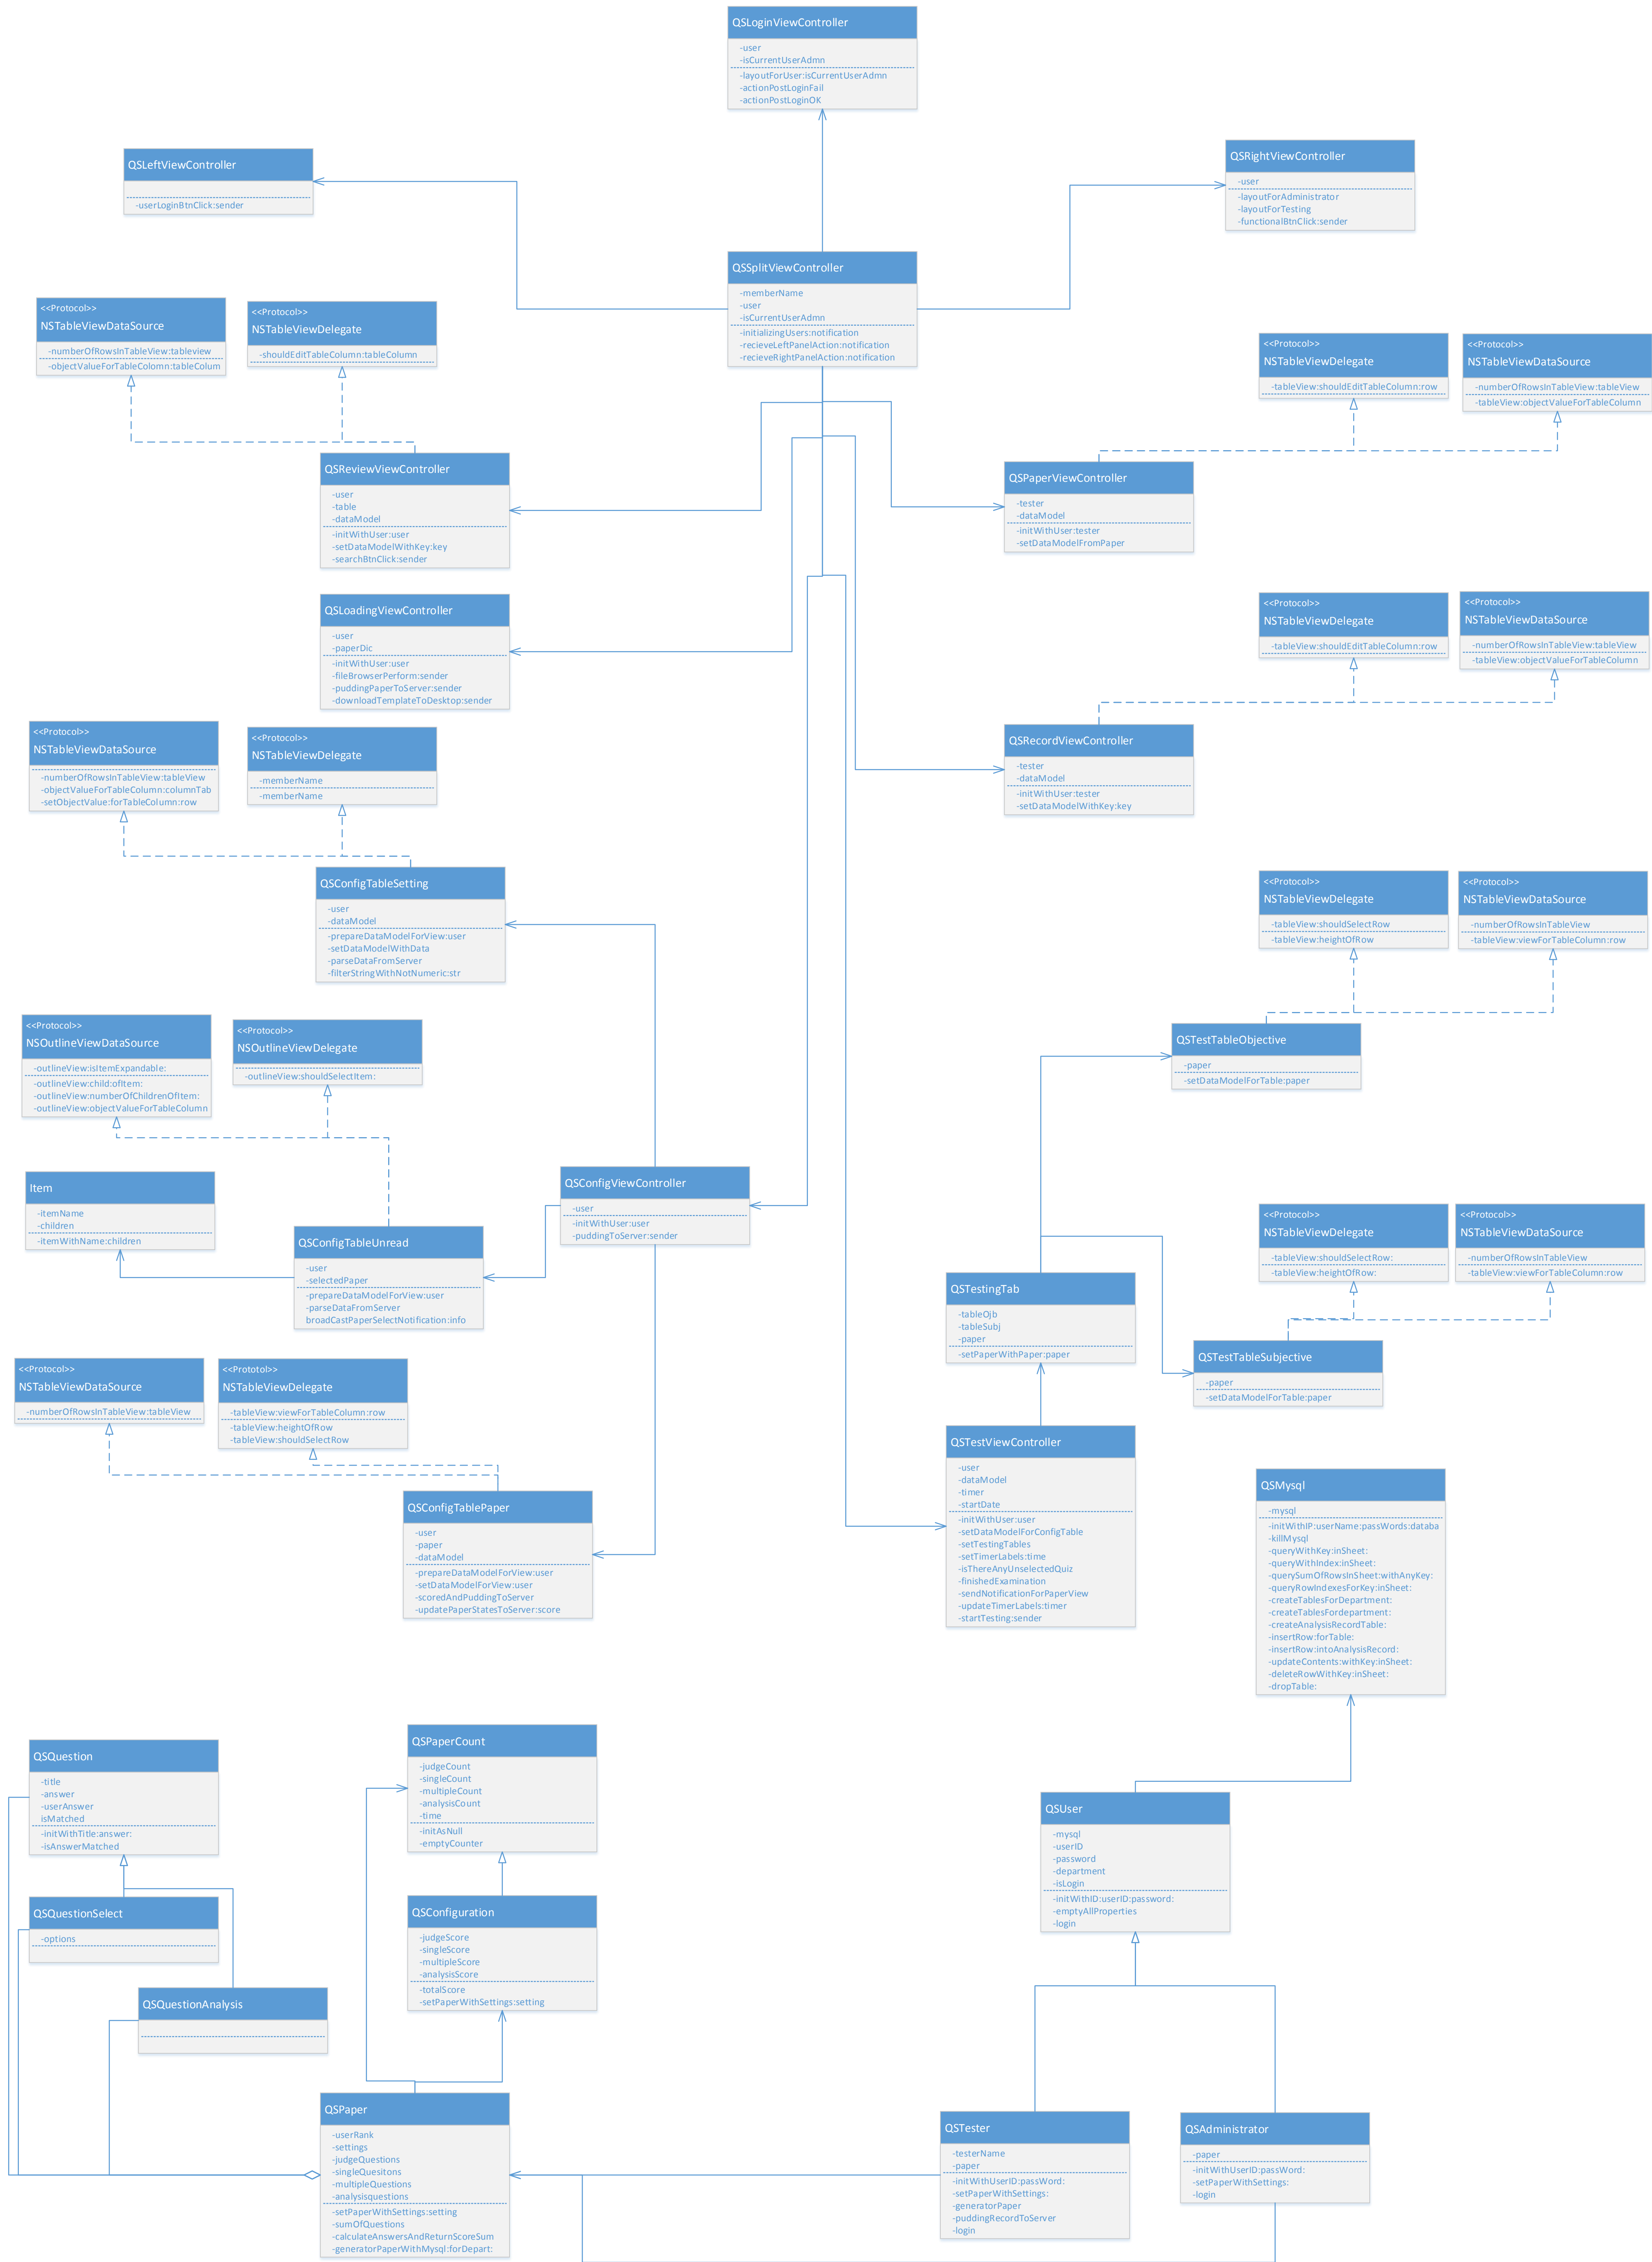 QSLoginViewController
-user
-isCurrentUserAdmn
-layoutForUser:isCurrentUserAdmn
-actionPostLoginFail
-actionPostLoginOK
QSLeftViewController
-userLoginBtnClick:sender
QSRightViewController
-user
-layoutForAdministrator
-layoutForTesting
-functionalBtnClick:sender
QSSplitViewController
-memberName
-user
-isCurrentUserAdmn
-initializingUsers:notification
-recieveLeftPanelAction:notification
-recieveRightPanelAction:notification
<<Protocol>>
NSTableViewDataSource
-numberOfRowsInTableView:tableview
-objectValueForTableColomn:tableColum
<<Protocol>>
NSTableViewDelegate
-shouldEditTableColumn:tableColumn
<<Protocol>>
NSTableViewDelegate
-tableView:shouldEditTableColumn:row
<<Protocol>>
NSTableViewDataSource
-numberOfRowsInTableView:tableView
-tableView:objectValueForTableColumn
QSReviewViewController
-user
-table
-dataModel
-initWithUser:user
-setDataModelWithKey:key
-searchBtnClick:sender
QSPaperViewController
-tester
-dataModel
-initWithUser:tester
-setDataModelFromPaper
QSLoadingViewController
-user
-paperDic
-initWithUser:user
-fileBrowserPerform:sender
-puddingPaperToServer:sender
-downloadTemplateToDesktop:sender
<<Protocol>>
NSTableViewDelegate
-tableView:shouldEditTableColumn:row
<<Protocol>>
NSTableViewDataSource
-numberOfRowsInTableView:tableView
-tableView:objectValueForTableColumn
QSRecordViewController
-tester
-dataModel
-initWithUser:tester
-setDataModelWithKey:key
<<Protocol>>
NSTableViewDataSource
-numberOfRowsInTableView:tableView
-objectValueForTableColumn:columnTab
-setObjectValue:forTableColumn:row
<<Protocol>>
NSTableViewDelegate
-memberName
-memberName
QSConfigTableSetting
-user
-dataModel
-prepareDataModelForView:user
-setDataModelWithData
-parseDataFromServer
-filterStringWithNotNumeric:str
<<Protocol>>
NSTableViewDelegate
-tableView:shouldSelectRow
-tableView:heightOfRow
<<Protocol>>
NSTableViewDataSource
-numberOfRowsInTableView
-tableView:viewForTableColumn:row
QSTestTableObjective
-paper
-setDataModelForTable:paper
<<Protocol>>
NSOutlineViewDataSource
-outlineView:isItemExpandable:
-outlineView:child:ofItem:
-outlineView:numberOfChildrenOfItem:
-outlineView:objectValueForTableColumn
<<Protocol>>
NSOutlineViewDelegate
-outlineView:shouldSelectItem:
Item
-itemName
-children
-itemWithName:children
QSConfigTableUnread
-user
-selectedPaper
-prepareDataModelForView:user
-parseDataFromServer
broadCastPaperSelectNotification:info
QSConfigViewController
-user
-initWithUser:user
-puddingToServer:sender
<<Protocol>>
NSTableViewDelegate
-tableView:shouldSelectRow:
-tableView:heightOfRow:
<<Protocol>>
NSTableViewDataSource
-numberOfRowsInTableView
-tableView:viewForTableColumn:row
QSTestingTab
-tableOjb
-tableSubj
-paper
-setPaperWithPaper:paper
QSTestTableSubjective
-paper
-setDataModelForTable:paper
<<Protocol>>
NSTableViewDataSource
-numberOfRowsInTableView:tableView
<<Prototol>>
NSTableViewDelegate
-tableView:viewForTableColumn:row
-tableView:heightOfRow
-tableView:shouldSelectRow
QSConfigTablePaper
-user
-paper
-dataModel
-prepareDataModelForView:user
-setDataModelForView:user
-scoredAndPuddingToServer
-updatePaperStatesToServer:score
QSTestViewController
-user
-dataModel
-timer
-startDate
-initWithUser:user
-setDataModelForConfigTable
-setTestingTables
-setTimerLabels:time
-isThereAnyUnselectedQuiz
-finishedExamination
-sendNotificationForPaperView
-updateTimerLabels:timer
-startTesting:sender
QSMysql
-mysql
-initWithIP:userName:passWords:databa
-killMysql
-queryWithKey:inSheet:
-queryWithIndex:inSheet:
-querySumOfRowsInSheet:withAnyKey:
-queryRowIndexesForKey:inSheet:
-createTablesForDepartment:
-createTablesFordepartment:
-createAnalysisRecordTable:
-insertRow:forTable:
-insertRow:intoAnalysisRecord:
-updateContents:withKey:inSheet:
-deleteRowWithKey:inSheet:
-dropTable:
QSQuestion
-title
-answer
-userAnswer
isMatched
-initWithTitle:answer:
-isAnswerMatched
QSPaperCount
-judgeCount
-singleCount
-multipleCount
-analysisCount
-time
-initAsNull
-emptyCounter
QSUser
-mysql
-userID
-password
-department
-isLogin
-initWithID:userID:password:
-emptyAllProperties
-login
QSQuestionSelect
-options
QSConfiguration
-judgeScore
-singleScore
-multipleScore
-analysisScore
-totalScore
-setPaperWithSettings:setting
QSQuestionAnalysis
QSPaper
-userRank
-settings
-judgeQuestions
-singleQuesitons
-multipleQuestions
-analysisquestions
-setPaperWithSettings:setting
-sumOfQuestions
-calculateAnswersAndReturnScoreSum
-generatorPaperWithMysql:forDepart:
QSTester
-testerName
-paper
-initWithUserID:passWord:
-setPaperWithSettings:
-generatorPaper
-puddingRecordToServer
-login
QSAdministrator
-paper
-initWithUserID:passWord:
-setPaperWithSettings:
-login